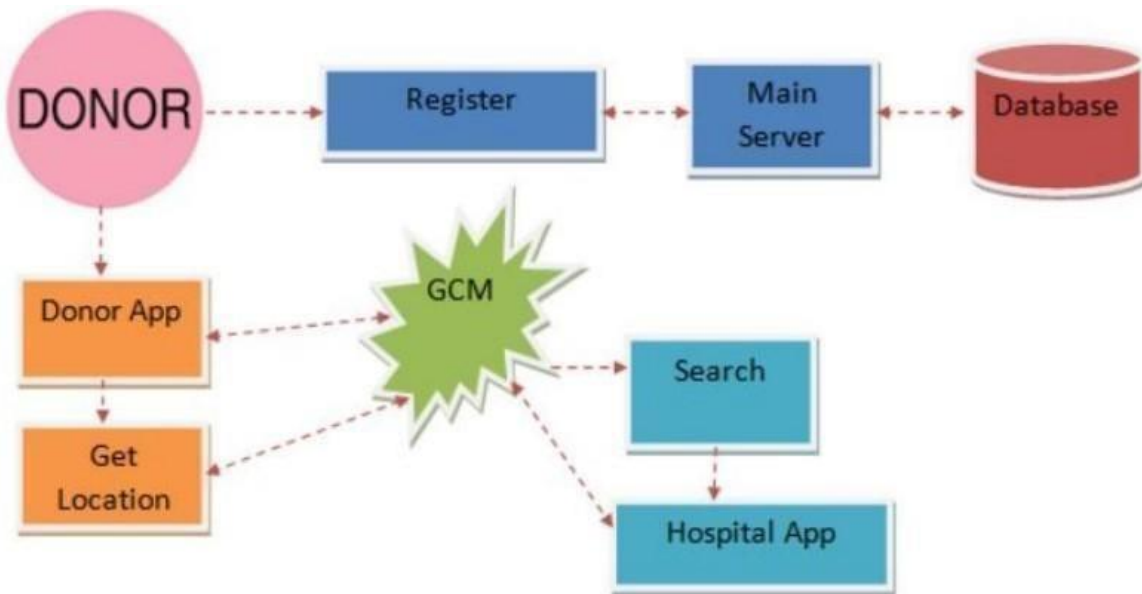 DONOR
Register
Main
Server
Database
Donor App
GCM
Search
Get
Location
Hospital App